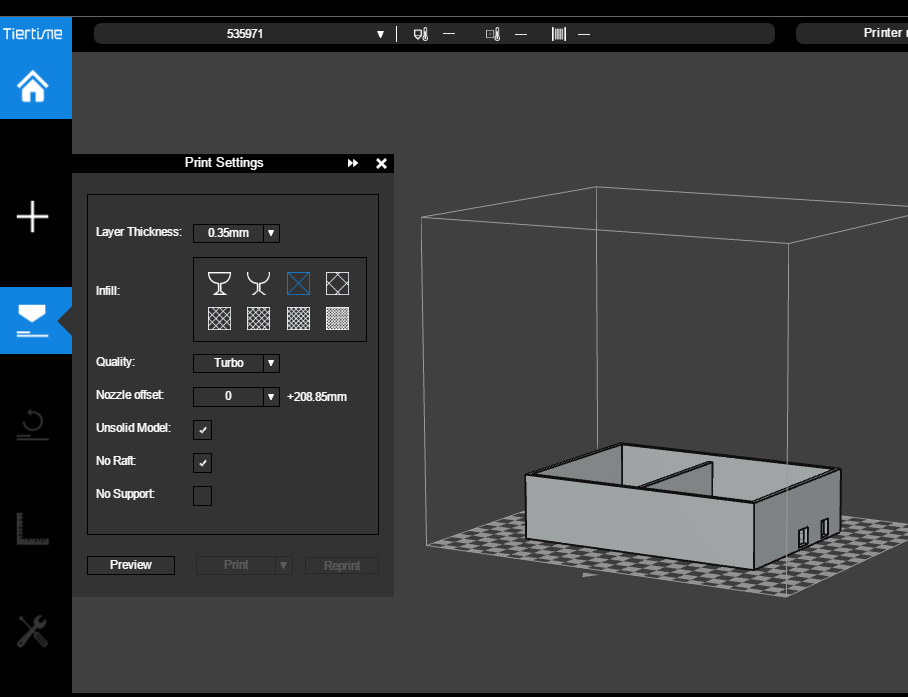 Tiertime
535971
Printer
Print Settings
Layer Thickness: 0.35mm
Infill:
Quality: Turbo
Nozzle offset: 0 +208.85mm
Unsolid Model:
No Raft:
No Support:
Preview Print Reprint